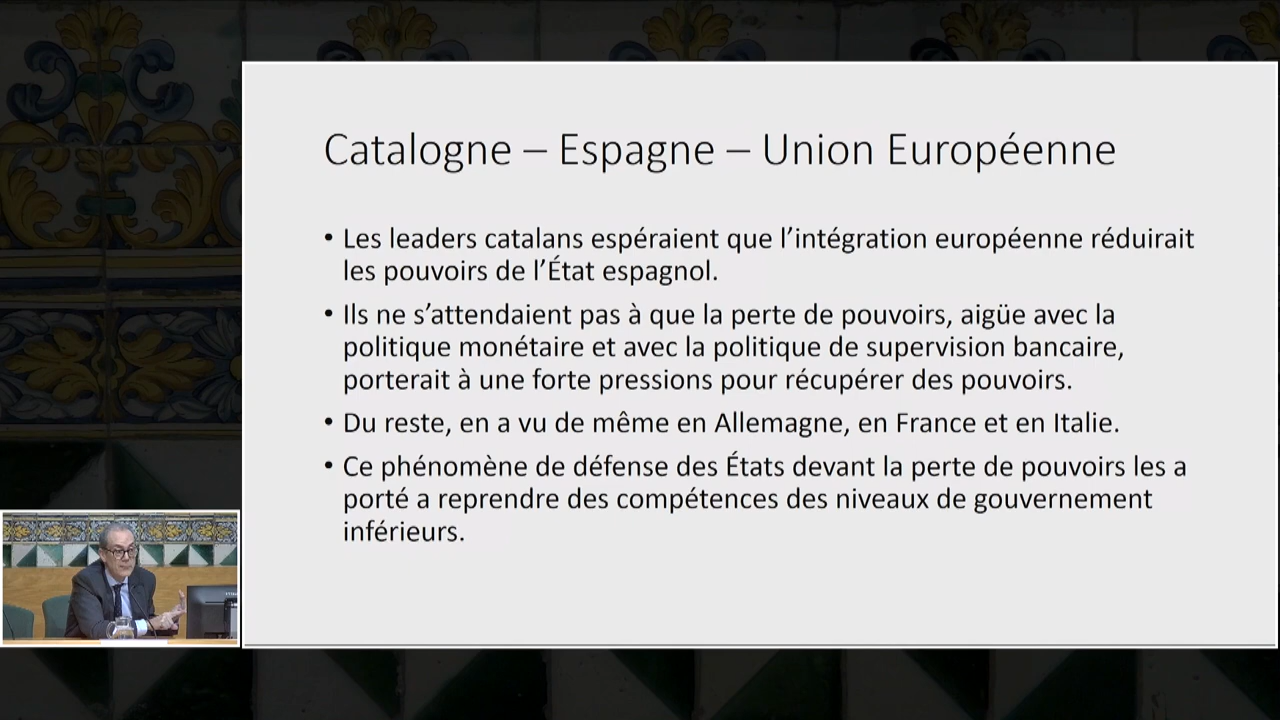 Catalogne – Espagne – Union Européenne
• Les leaders catalans espéraient que l’intégration européenne réduirait
les pouvoirs de l’État espagnol.
• Ils ne s’attendaient pas à que la perte de pouvoirs, aigüe avec la
politique monétaire et avec la politique de supervision bancaire,
porterait à une forte pressions pour récupérer des pouvoirs.
• Du reste, en a vu de même en Allemagne, en France et en Italie.
• Ce phénomène de défense des États devant la perte de pouvoirs les a
porté a reprendre des compétences des niveaux de gouvernement
inférieurs.